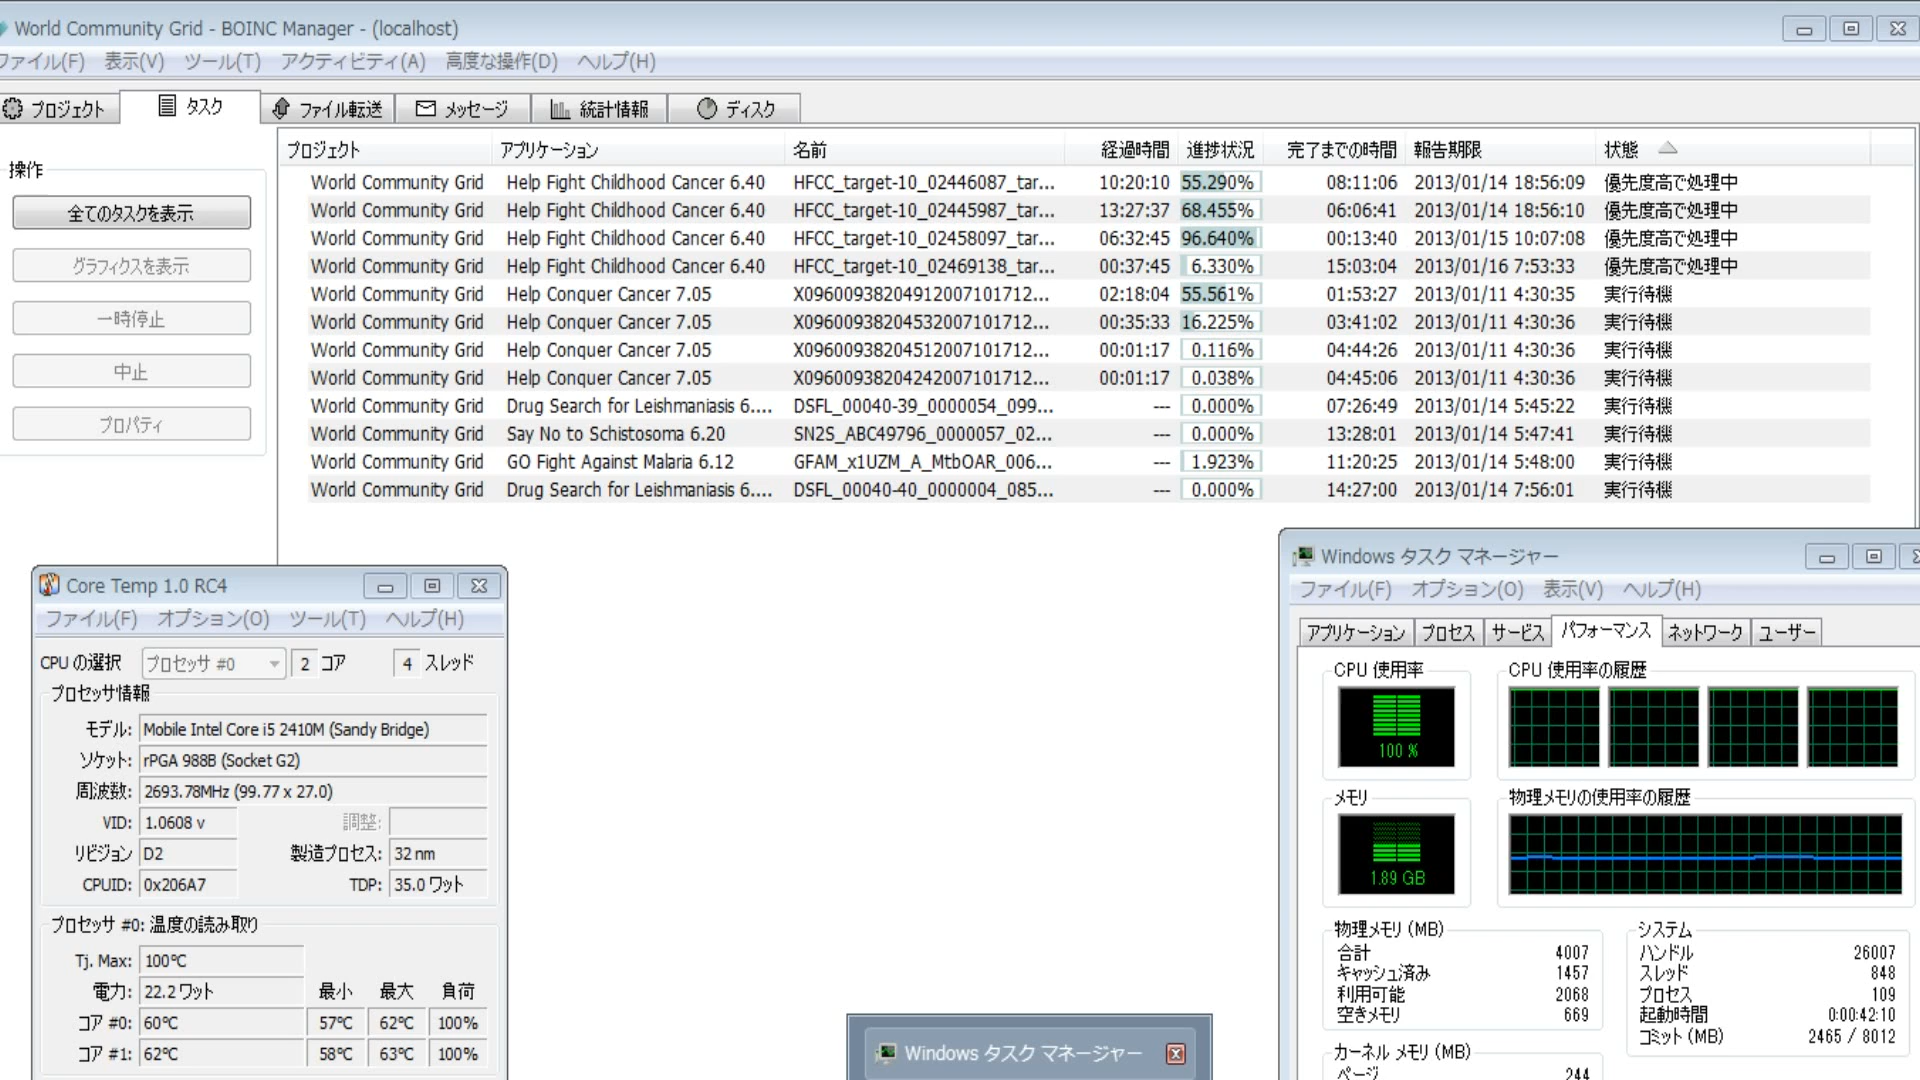 World Community Grid - BOINC Manager - (localhost)
ファイル(F) 表示(V) ツール(T) アクティビティ(A) 高度な操作(D) ヘルプ(H)
プロジェクト タスク ファイル転送 メッセージ 統計情報 ディスク
操作
全てのタスクを表示
グラフィクスを表示
一時停止
中止
プロパティ
プロジェクト アプリケーション 名前 経過時間 進捗状況 完了までの時間 報告期限 状態
World Community Grid Help Fight Childhood Cancer 6.40 HFCC_target-10_02446087_tar... 10:20:10 55.290% 08:11:06 2013/01/14 18:56:09 優先度高で処理中
World Community Grid Help Fight Childhood Cancer 6.40 HFCC_target-10_02445987_tar... 13:27:37 68.455% 06:06:41 2013/01/14 18:56:10 優先度高で処理中
World Community Grid Help Fight Childhood Cancer 6.40 HFCC_target-10_02458097_tar... 06:32:45 96.640% 00:13:40 2013/01/15 10:07:08 優先度高で処理中
World Community Grid Help Fight Childhood Cancer 6.40 HFCC_target-10_02469138_tar... 00:37:45 6.330% 15:03:04 2013/01/16 7:53:33 優先度高で処理中
World Community Grid Help Conquer Cancer 7.05 X0960093820491200710171​2... 02:18:04 55.561% 01:53:27 2013/01/11 4:30:35 実行待機
World Community Grid Help Conquer Cancer 7.05 X0960093820453200710171​2... 00:35:33 16.225% 03:41:02 2013/01/11 4:30:36 実行待機
World Community Grid Help Conquer Cancer 7.05 X0960093820451200710171​2... 00:01:17 0.116% 04:44:26 2013/01/11 4:30:36 実行待機
World Community Grid Help Conquer Cancer 7.05 X0960093820424200710171​2... 00:01:17 0.038% 04:45:06 2013/01/11 4:30:36 実行待機
World Community Grid Drug Search for Leishmaniasis 6.... DSFL_00040-39_0000054_099... --- 0.000% 07:26:49 2013/01/14 5:45:22 実行待機
World Community Grid Say No to Schistosoma 6.20 SN2S_ABC49796_0000057_02... --- 0.000% 13:28:01 2013/01/14 5:47:41 実行待機
World Community Grid GO Fight Against Malaria 6.12 GFAM_x1UZM_A_MtbOAR_006... --- 1.923% 11:20:25 2013/01/14 5:48:00 実行待機
World Community Grid Drug Search for Leishmaniasis 6.... DSFL_00040-40_0000004_085... --- 0.000% 14:27:00 2013/01/14 7:56:01 実行待機
Core Temp 1.0 RC4
ファイル(F) オプション(O) ツール(T) ヘルプ(H)
CPU の選択 プロセッサ #0 2 コア 4 スレッド
プロセッサ情報
モデル: Mobile Intel Core i5 2410M (Sandy Bridge)
ソケット: rPGA 988B (Socket G2)
周波数: 2693.78MHz (99.77 x 27.0)
VID: 1.0608 v 調整:
リビジョン D2 製造プロセス: 32 nm
CPUID: 0x206A7 TDP: 35.0 ワット
プロセッサ #0: 温度の読み取り
Tj. Max: 100℃
電力: 22.2 ワット 最小 最大 負荷
コア #0: 60℃ 57℃ 62℃ 100%
コア #1: 62℃ 58℃ 63℃ 100%
Windows タスク マネージャー
Windows タスク マネージャー
ファイル(F) オプション(O) 表示(V) ヘルプ(H)
アプリケーション プロセス サービス パフォーマンス ネットワーク ユーザー
CPU 使用率 CPU 使用率の履歴
100 %
メモリ 物理メモリの使用率の履歴
1.89 GB
物理メモリ (MB)
合計 4007
キャッシュ済み 1457
利用可能 2068
空きメモリ 669
システム
ハンドル 26007
スレッド 848
プロセス 109
起動時間 0:00:42:10
コミット (MB) 2465 / 8012
カーネル メモリ (MB)
ページ 244